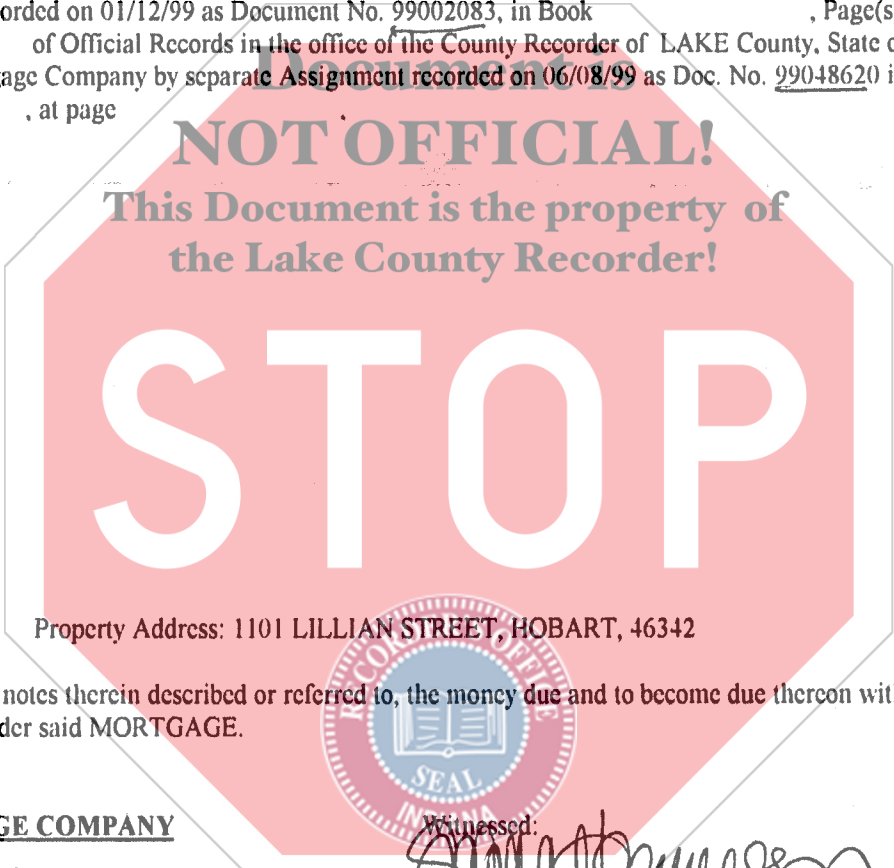 orded on 01/12/99 as Document No. 99002083, in Book , Page(s
of Official Records in the office of the County Recorder of LAKE County, State o
age Company by separate Assignment recorded on 06/08/99 as Doc. No. 99048620 i
, at page
Document is
NOT OFFICIAL!
This Document is the property of
the Lake County Recorder!
STOP
Property Address: 1101 LILLIAN STREET, HOBART, 46342
notes therein described or referred to, the money due and to become due thereon wit
der said MORTGAGE.
RECORDER'S OFFICE
SEAL
INDIANA
GE COMPANY
Witnessed: